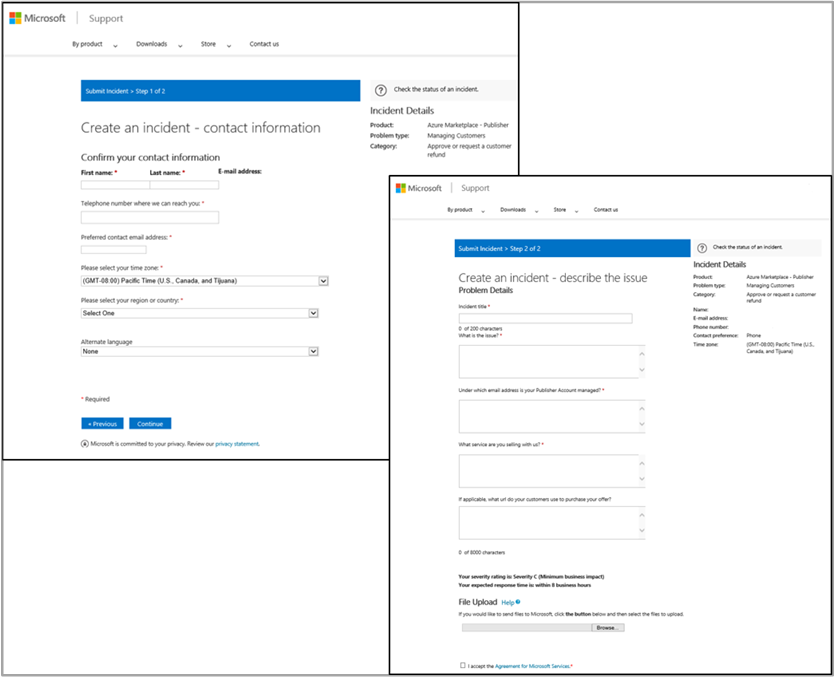 Microsoft | Support
By product Downloads Store Contact us
Submit Incident > Step 1 of 2
Check the status of an incident.
Create an incident - contact information
Incident Details
Product: Azure Marketplace - Publisher
Problem type: Managing Customers
Category: Approve or request a customer
refund
Confirm your contact information
First name: * Last name: * E-mail address:
Telephone number where we can reach you: *
Preferred contact email address: *
Please select your time zone: *
(GMT-08:00) Pacific Time (U.S., Canada, and Tijuana)
Please select your region or country: *
Select One
Alternate language
None
* Required
« Previous Continue
Microsoft is committed to your privacy. Review our privacy statement.
Microsoft | Support
By product Downloads Store Contact us
Submit Incident > Step 2 of 2
? Check the status of an incident.
Create an incident - describe the issue
Problem Details
Incident title *
0 of 200 characters
What is the issue? *
Under which email address is your Publisher Account managed? *
What service are you selling with us? *
If applicable, what url do your customers use to purchase your offer?
0 of 8000 characters
Your severity rating is: Severity C (Minimum business impact)
Your expected response time is: within 8 business hours
File Upload Help ?
If you would like to send files to Microsoft, click the button below and then select the files to upload.
Browse...
I accept the Agreement for Microsoft Services.*
Incident Details
Product: Azure Marketplace - Publisher
Problem type: Managing Customers
Category: Approve or request a customer
refund
Name:
E-mail address:
Phone number:
Contact preference: Phone
Time zone: (GMT-08:00) Pacific Time (U.S.,
Canada, and Tijuana)